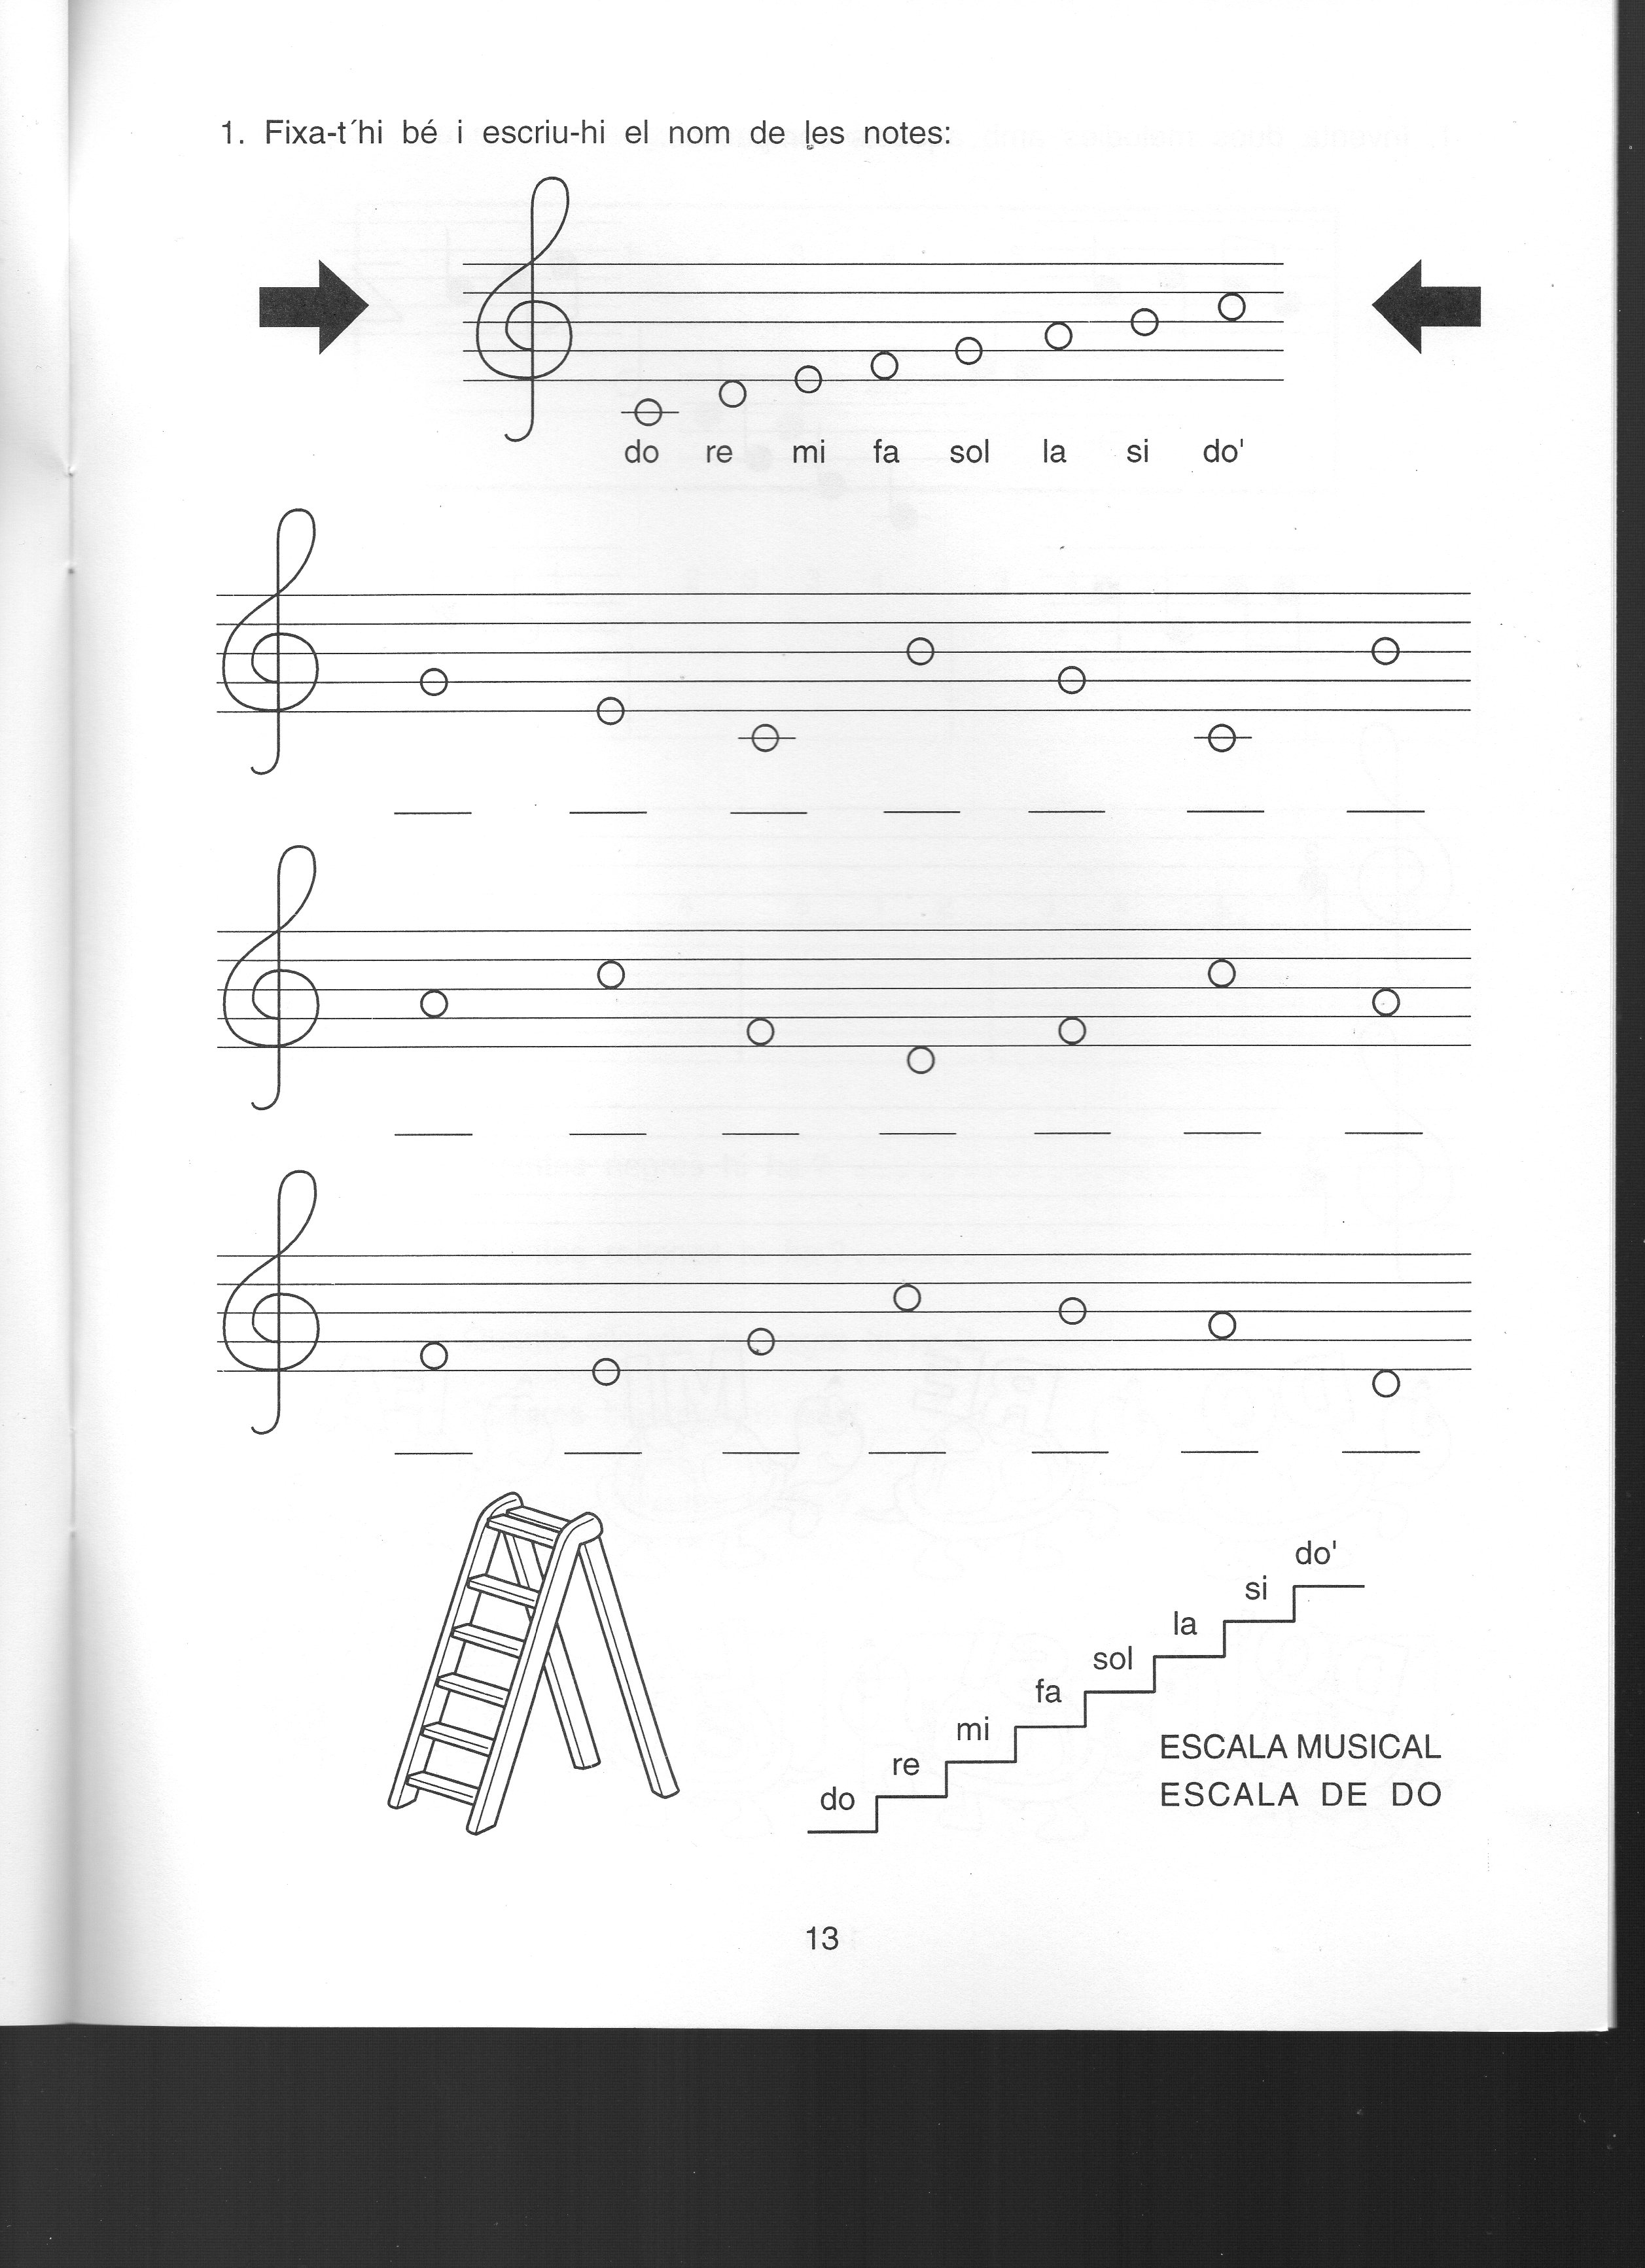 1. Fixa-t´hi bé i escriu-hi el nom de les notes:
do re mi fa sol la si do'
do'
si
la
sol
fa
mi
re
do
ESCALA MUSICAL
ESCALA DE DO
13